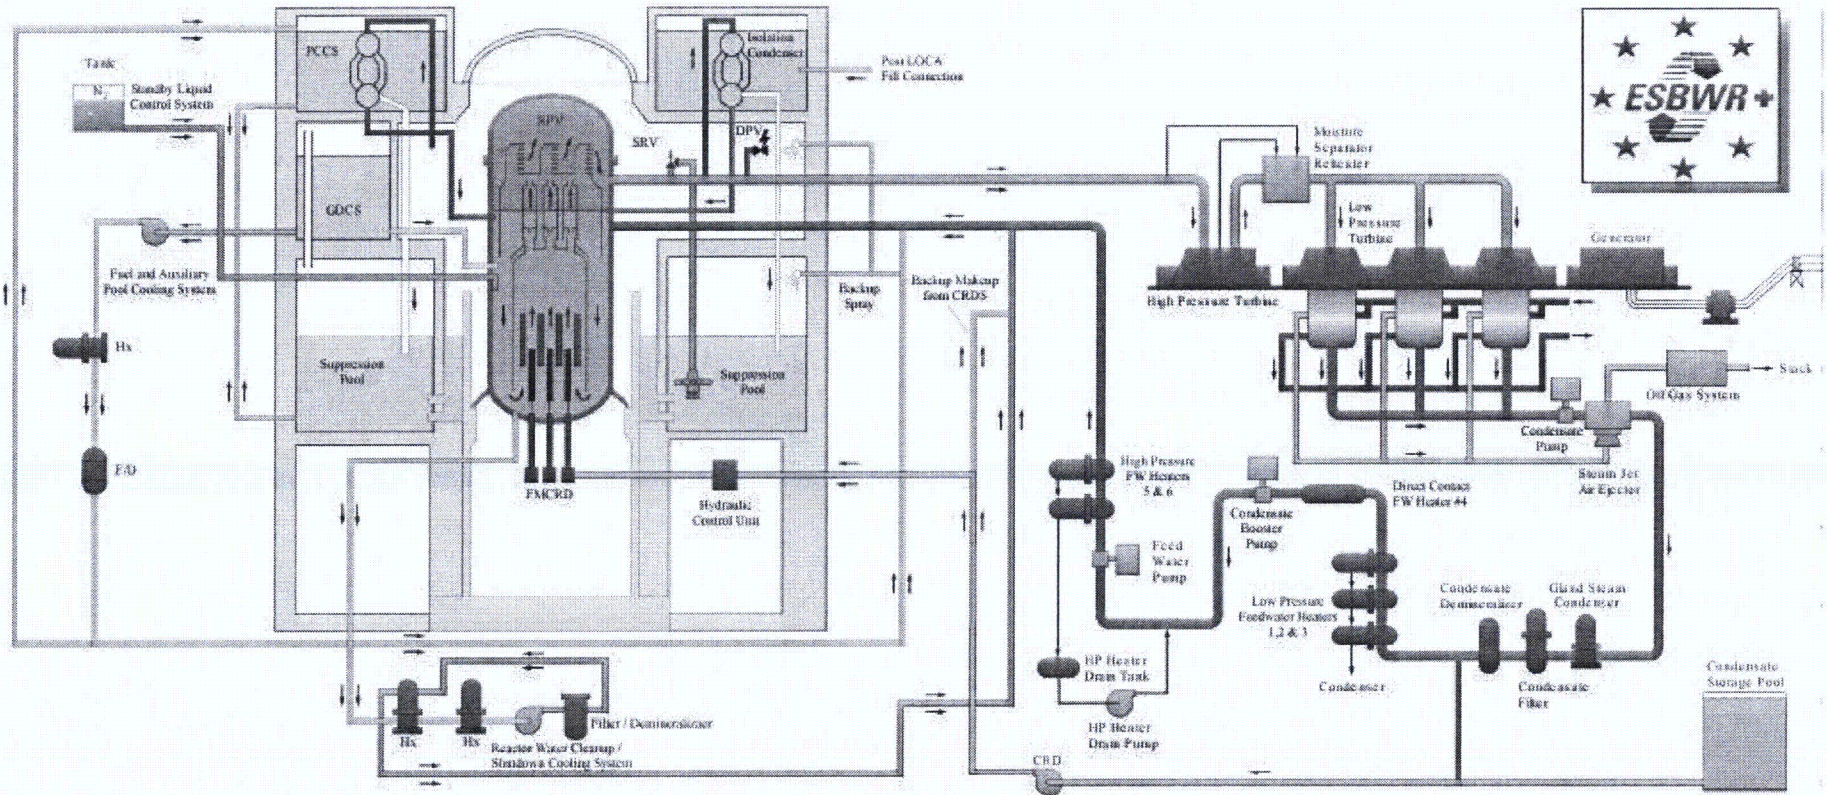 PCCS
Isolation
Condenser
Post LOCA
Fill Connection
Tank
N2
Standby Liquid
Control System
RPV
SRV
DPV
Moisture
Separator
Reheater
ESBWR+
GDCS
Low
Pressure
Turbine
Generator
Fuel and Auxiliary
Pool Cooling System
Backup
Spray
Backup Makeup
from CRDS
High Pressure Turbine
Hx
Suppression
Pool
Suppression
Pool
Stack
Off Gas System
Condensate
Pump
Steam Jet
Air Ejector
F/D
FMCRD
Hydraulic
Control Unit
High Pressure
FW Heaters
5 & 6
Condensate
Booster
Pump
Direct Contact
FW Heater #4
Feed
Water
Pump
Low Pressure
Feedwater Heaters
1,2 & 3
Condensate
Demineralizer
Gland Steam
Condenser
HP Heater
Drain Tank
Condenser
Condensate
Filter
Condensate
Storage Pool
Hx
Hx
Filter / Demineralizer
Reactor Water Cleanup /
Shutdown Cooling System
HP Heater
Drain Pump
CRD